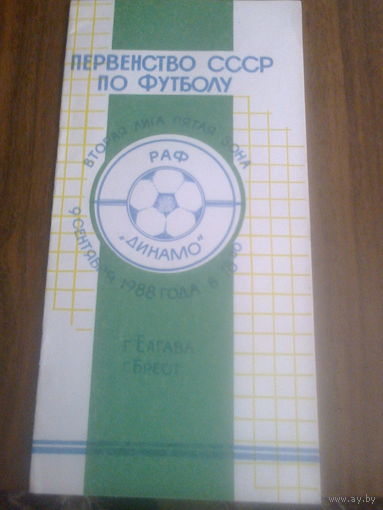 ПЕРВЕНСТВО СССР
ПО ФУТБОЛУ
ВТОРАЯ ЛИГА ПЯТАЯ ЗОНА
РАФ
„ДИНАМО"
9 СЕНТЯБРЯ 1988 ГОДА В
г. ЕЛГАВА
г. БРЕСТ
www.ay.by